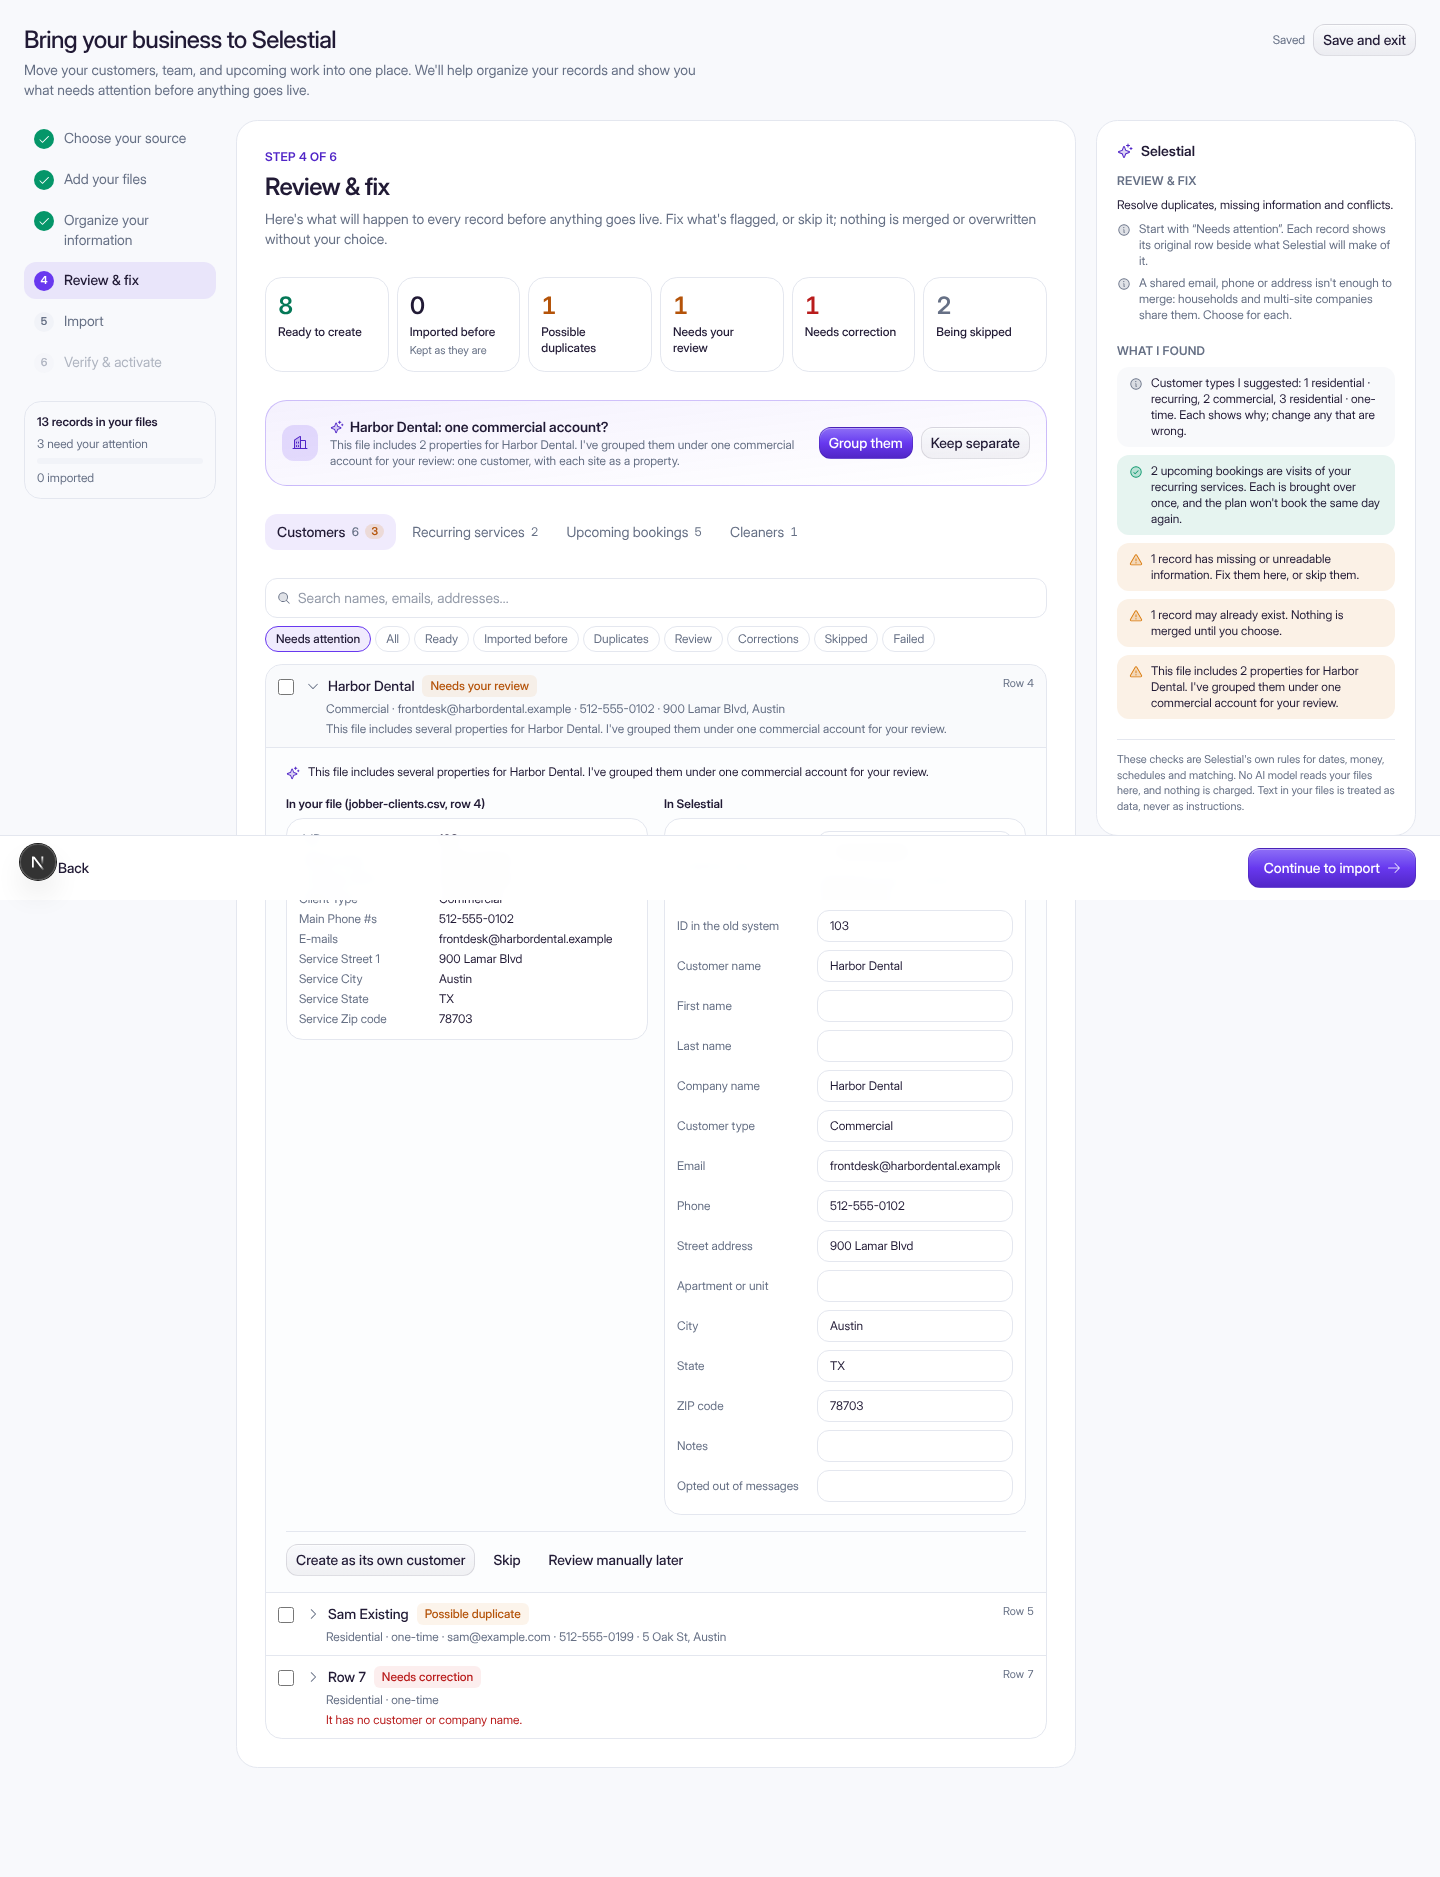 Bring your business to Selestial
Move your customers, team, and upcoming work into one place. We'll help organize your records and show you
what needs attention before anything goes live.
Saved
Save and exit
Choose your source
Add your files
Organize your
information
4 Review & fix
5 Import
6 Verify & activate
13 records in your files
3 need your attention
0 imported
STEP 4 OF 6
Review & fix
Here's what will happen to every record before anything goes live. Fix what's flagged, or skip it; nothing is merged or overwritten
without your choice.
8
Ready to create
0
Imported before
Kept as they are
1
Possible
duplicates
1
Needs your
review
1
Needs correction
2
Being skipped
Harbor Dental: one commercial account?
This file includes 2 properties for Harbor Dental. I've grouped them under one commercial
account for your review: one customer, with each site as a property.
Group them
Keep separate
Customers 6 3
Recurring services 2
Upcoming bookings 5
Cleaners 1
Search names, emails, addresses...
Needs attention
All
Ready
Imported before
Duplicates
Review
Corrections
Skipped
Failed
Harbor Dental Needs your review
Row 4
Commercial · frontdesk@harbordental.example · 512-555-0102 · 900 Lamar Blvd, Austin
This file includes several properties for Harbor Dental. I've grouped them under one commercial account for your review.
This file includes several properties for Harbor Dental. I've grouped them under one commercial account for your review.
In your file (jobber-clients.csv, row 4)
Client Type Commercial
Main Phone #s 512-555-0102
E-mails frontdesk@harbordental.example
Service Street 1 900 Lamar Blvd
Service City Austin
Service State TX
Service Zip code 78703
In Selestial
ID in the old system 103
Customer name Harbor Dental
First name
Last name
Company name Harbor Dental
Customer type Commercial
Email frontdesk@harbordental.example
Phone 512-555-0102
Street address 900 Lamar Blvd
Apartment or unit
City Austin
State TX
ZIP code 78703
Notes
Opted out of messages
Create as its own customer
Skip
Review manually later
Sam Existing Possible duplicate
Row 5
Residential · one-time · sam@example.com · 512-555-0199 · 5 Oak St, Austin
Row 7 Needs correction
Row 7
Residential · one-time
It has no customer or company name.
Selestial
REVIEW & FIX
Resolve duplicates, missing information and conflicts.
Start with “Needs attention”. Each record shows
its original row beside what Selestial will make of
it.
A shared email, phone or address isn't enough to
merge: households and multi-site companies
share them. Choose for each.
WHAT I FOUND
Customer types I suggested: 1 residential ·
recurring, 2 commercial, 3 residential · one-
time. Each shows why; change any that are
wrong.
2 upcoming bookings are visits of your
recurring services. Each is brought over
once, and the plan won't book the same day
again.
1 record has missing or unreadable
information. Fix them here, or skip them.
1 record may already exist. Nothing is
merged until you choose.
This file includes 2 properties for Harbor
Dental. I've grouped them under one
commercial account for your review.
These checks are Selestial's own rules for dates, money,
schedules and matching. No AI model reads your files
here, and nothing is charged. Text in your files is treated as
data, never as instructions.
N
Back
Continue to import